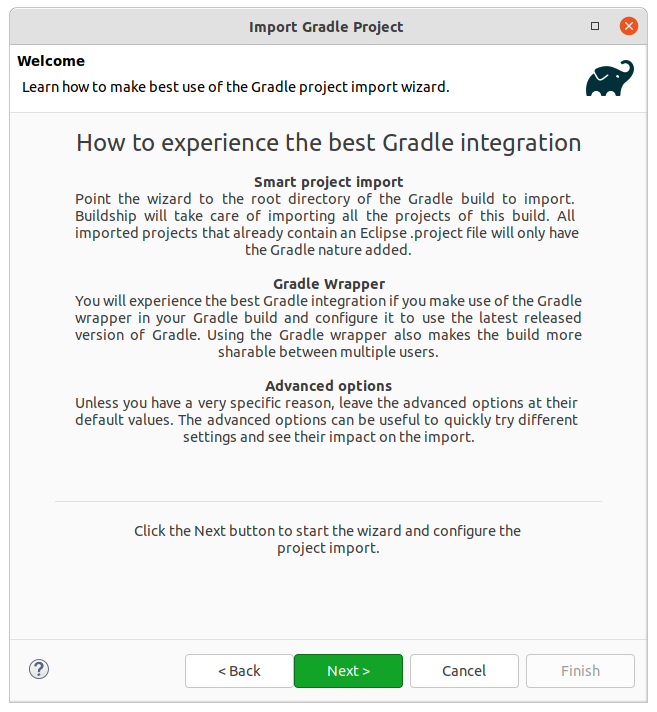 Import Gradle Project
Welcome
Learn how to make best use of the Gradle project import wizard.
How to experience the best Gradle integration
Smart project import
Point the wizard to the root directory of the Gradle build to import.
Buildship will take care of importing all the projects of this build. All
imported projects that already contain an Eclipse .project file will only have
the Gradle nature added.
Gradle Wrapper
You will experience the best Gradle integration if you make use of the Gradle
wrapper in your Gradle build and configure it to use the latest released
version of Gradle. Using the Gradle wrapper also makes the build more
sharable between multiple users.
Advanced options
Unless you have a very specific reason, leave the advanced options at their
default values. The advanced options can be useful to quickly try different
settings and see their impact on the import.
Click the Next button to start the wizard and configure the
project import.
? < Back Next > Cancel Finish